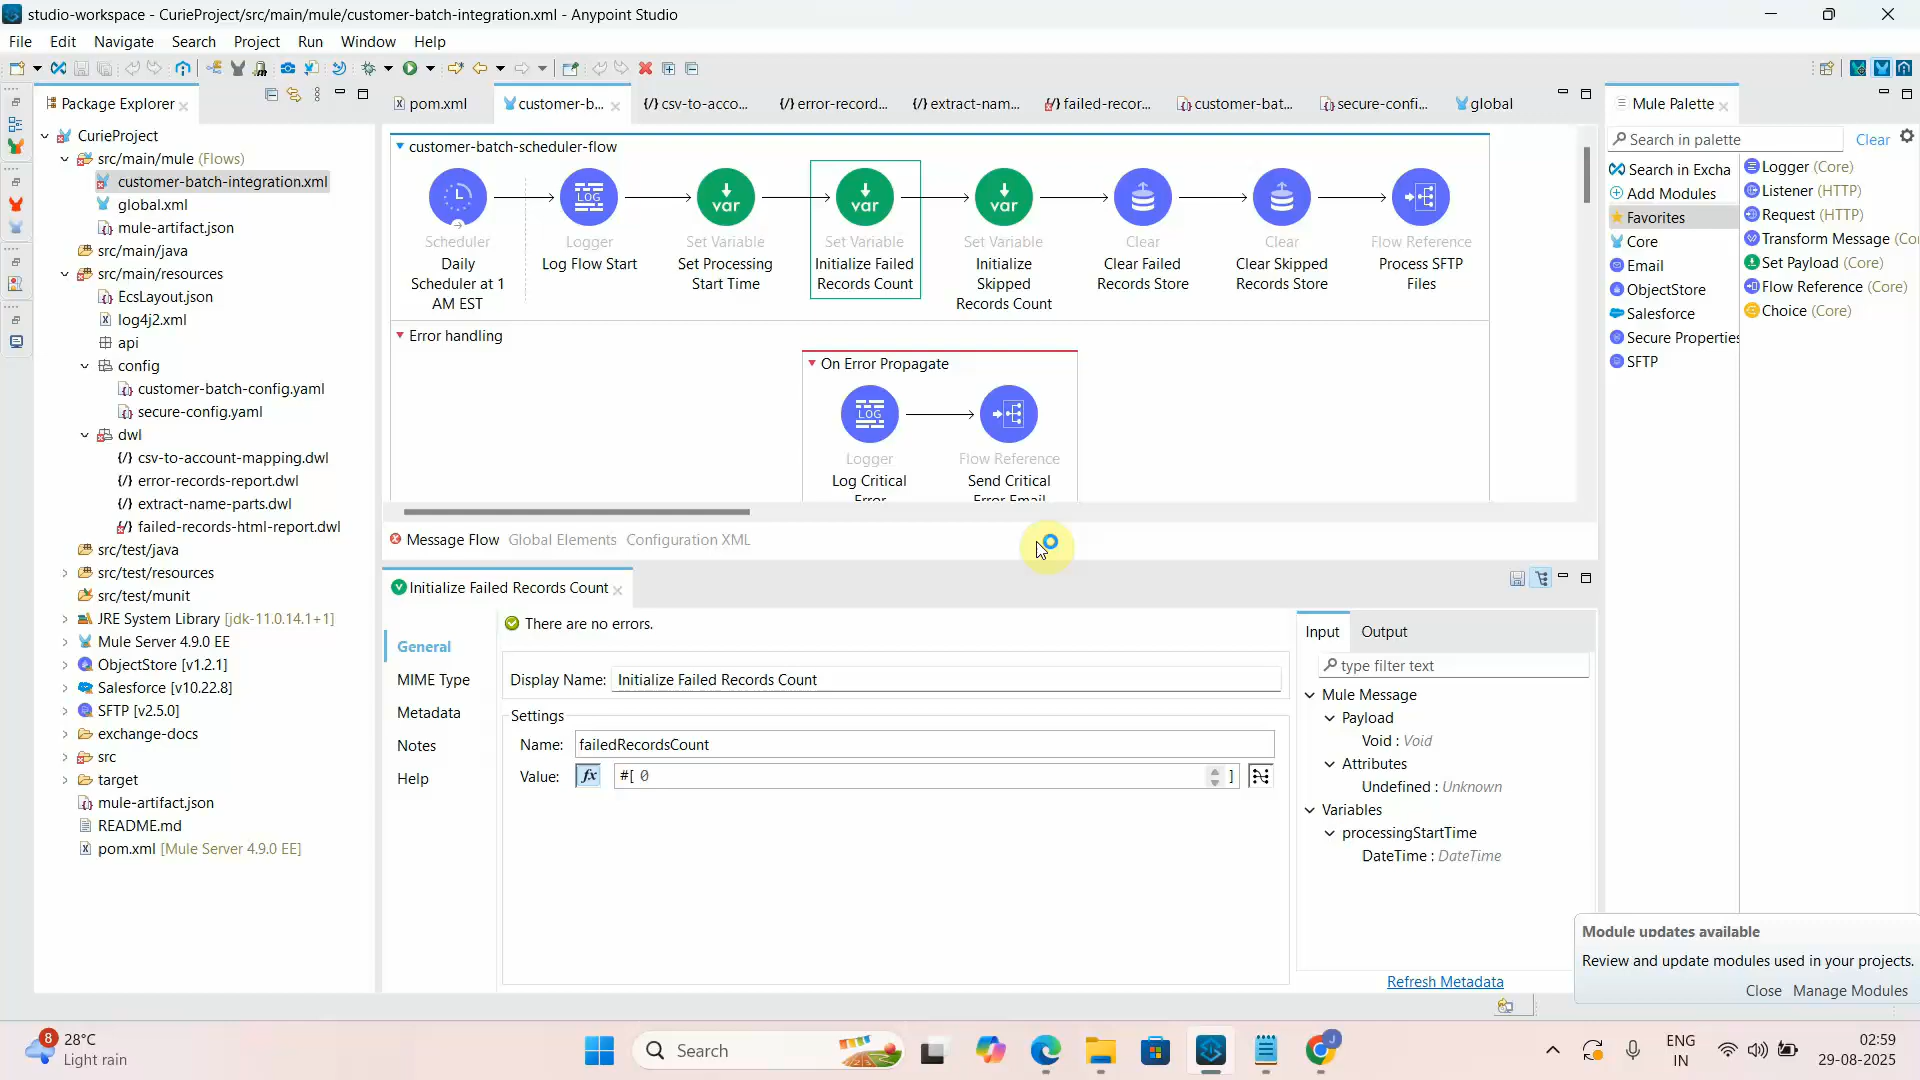 studio-workspace - CurieProject/src/main/mule/customer-batch-integration.xml - Anypoint Studio
File Edit Navigate Search Project Run Window Help
Package Explorer
CurieProject
src/main/mule (Flows)
customer-batch-integration.xml
global.xml
mule-artifact.json
src/main/java
src/main/resources
EcsLayout.json
log4j2.xml
api
config
customer-batch-config.yaml
secure-config.yaml
dwl
csv-to-account-mapping.dwl
error-records-report.dwl
extract-name-parts.dwl
failed-records-html-report.dwl
src/test/java
src/test/resources
src/test/munit
JRE System Library [jdk-11.0.14.1+1]
Mule Server 4.9.0 EE
ObjectStore [v1.2.1]
Salesforce [v10.22.8]
SFTP [v2.5.0]
exchange-docs
src
target
mule-artifact.json
README.md
pom.xml [Mule Server 4.9.0 EE]
pom.xml customer-b... csv-to-acco... error-record... extract-nam... failed-recor... customer-bat... secure-confi... global
customer-batch-scheduler-flow
LOG var var var
Scheduler Logger Set Variable Set Variable Set Variable Clear Clear Flow Reference
Daily Log Flow Start Set Processing Initialize Failed Initialize Clear Failed Clear Skipped Process SFTP
Scheduler at 1 Start Time Records Count Skipped Records Store Records Store Files
AM EST Records Count
Error handling
On Error Propagate
LOG
Logger Flow Reference
Log Critical Send Critical
Error Error Email
Message Flow Global Elements Configuration XML
Initialize Failed Records Count
There are no errors.
General
MIME Type
Metadata
Notes
Help
Display Name: Initialize Failed Records Count
Settings
Name: failedRecordsCount
Value: fx #[ 0 ]
Input Output
type filter text
Mule Message
Payload
Void : Void
Attributes
Undefined : Unknown
Variables
processingStartTime
DateTime : DateTime
Refresh Metadata
Mule Palette
Search in palette Clear
Search in Excha
Add Modules
Favorites
Core
Email
ObjectStore
Salesforce
Secure Properties
SFTP
Logger (Core)
Listener (HTTP)
Request (HTTP)
Transform Message (Co
Set Payload (Core)
Flow Reference (Core)
Choice (Core)
Module updates available
Review and update modules used in your projects.
Close Manage Modules
8 28°C
Light rain
Search
J
ENG
IN
02:59
29-08-2025